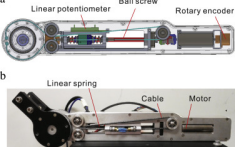 a
Ball screw
Linear potentiometer
Rotary encoder
b
Linear spring
Cable
Motor